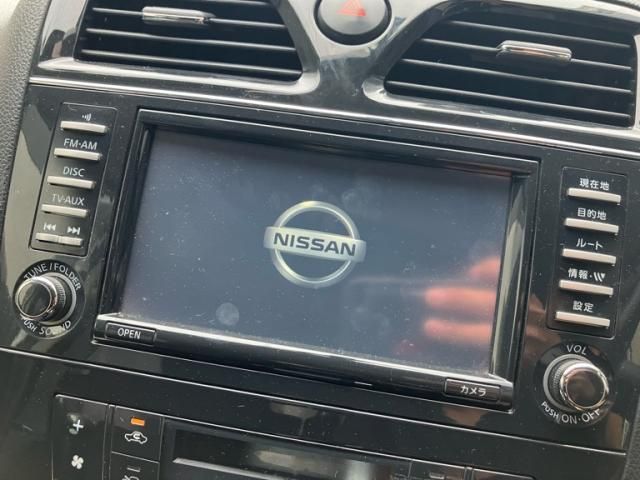 FM·AM
DISC
TV·AUX
TUNE/FOLDER
PUSH SOUND
OPEN
NISSAN
現在地
目的地
ルート
情報·VV
設定
VOL
PUSH ON·OFF
カメラ